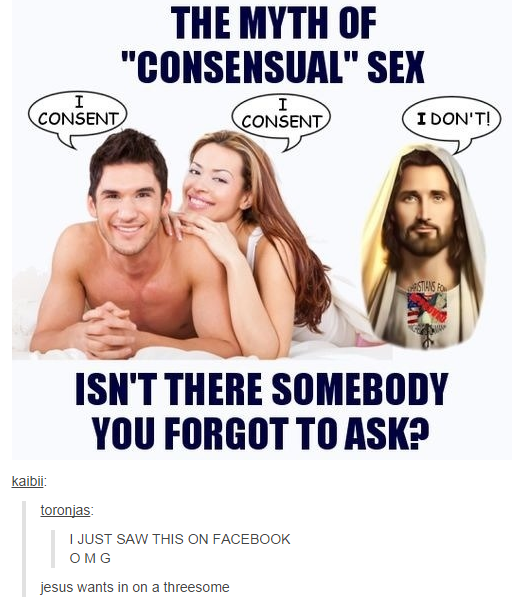 THE MYTH OF
"CONSENSUAL" SEX
I
CONSENT
I
CONSENT
I DON'T!
ISN'T THERE SOMEBODY
YOU FORGOT TO ASK?
kaibii:
toronjas:
I JUST SAW THIS ON FACEBOOK
O M G
jesus wants in on a threesome